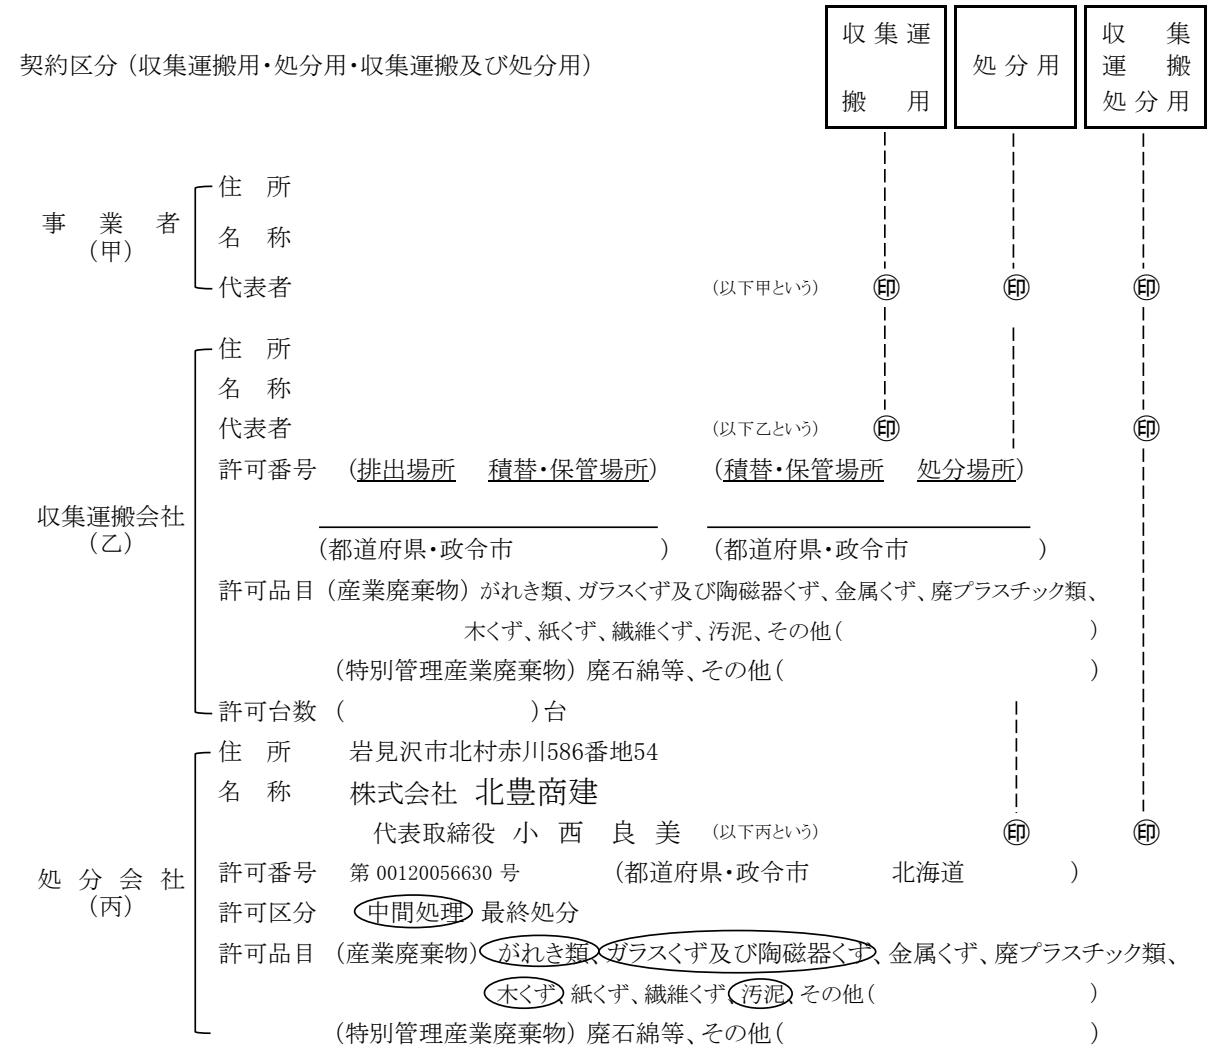 収集運
搬　用
処分用
収　集
運　搬
処分用
契約区分（収集運搬用・処分用・収集運搬及び処分用）
事　業　者
（甲）
住　所
名　称
代表者　（以下甲という）　㊞　㊞　㊞
収集運搬会社
（乙）
住　所
名　称
代表者　（以下乙という）　㊞　㊞
許可番号　（排出場所　積替・保管場所）　（積替・保管場所　処分場所）
（都道府県・政令市　　　）　（都道府県・政令市　　　）
許可品目（産業廃棄物）がれき類、ガラスくず及び陶磁器くず、金属くず、廃プラスチック類、
木くず、紙くず、繊維くず、汚泥、その他（　　　）
（特別管理産業廃棄物）廃石綿等、その他（　　　）
許可台数　（　　　）台
処 分 会 社
（丙）
住　所　岩見沢市北村赤川586番地54
名　称　株式会社 北豊商建
代表取締役 小 西　良 美　（以下丙という）　㊞　㊞
許可番号　第 00120056630 号　（都道府県・政令市　北海道　　）
許可区分　中間処理 最終処分
許可品目　（産業廃棄物）がれき類、ガラスくず及び陶磁器くず、金属くず、廃プラスチック類、
木くず、紙くず、繊維くず、汚泥、その他（　　　）
（特別管理産業廃棄物）廃石綿等、その他（　　　）